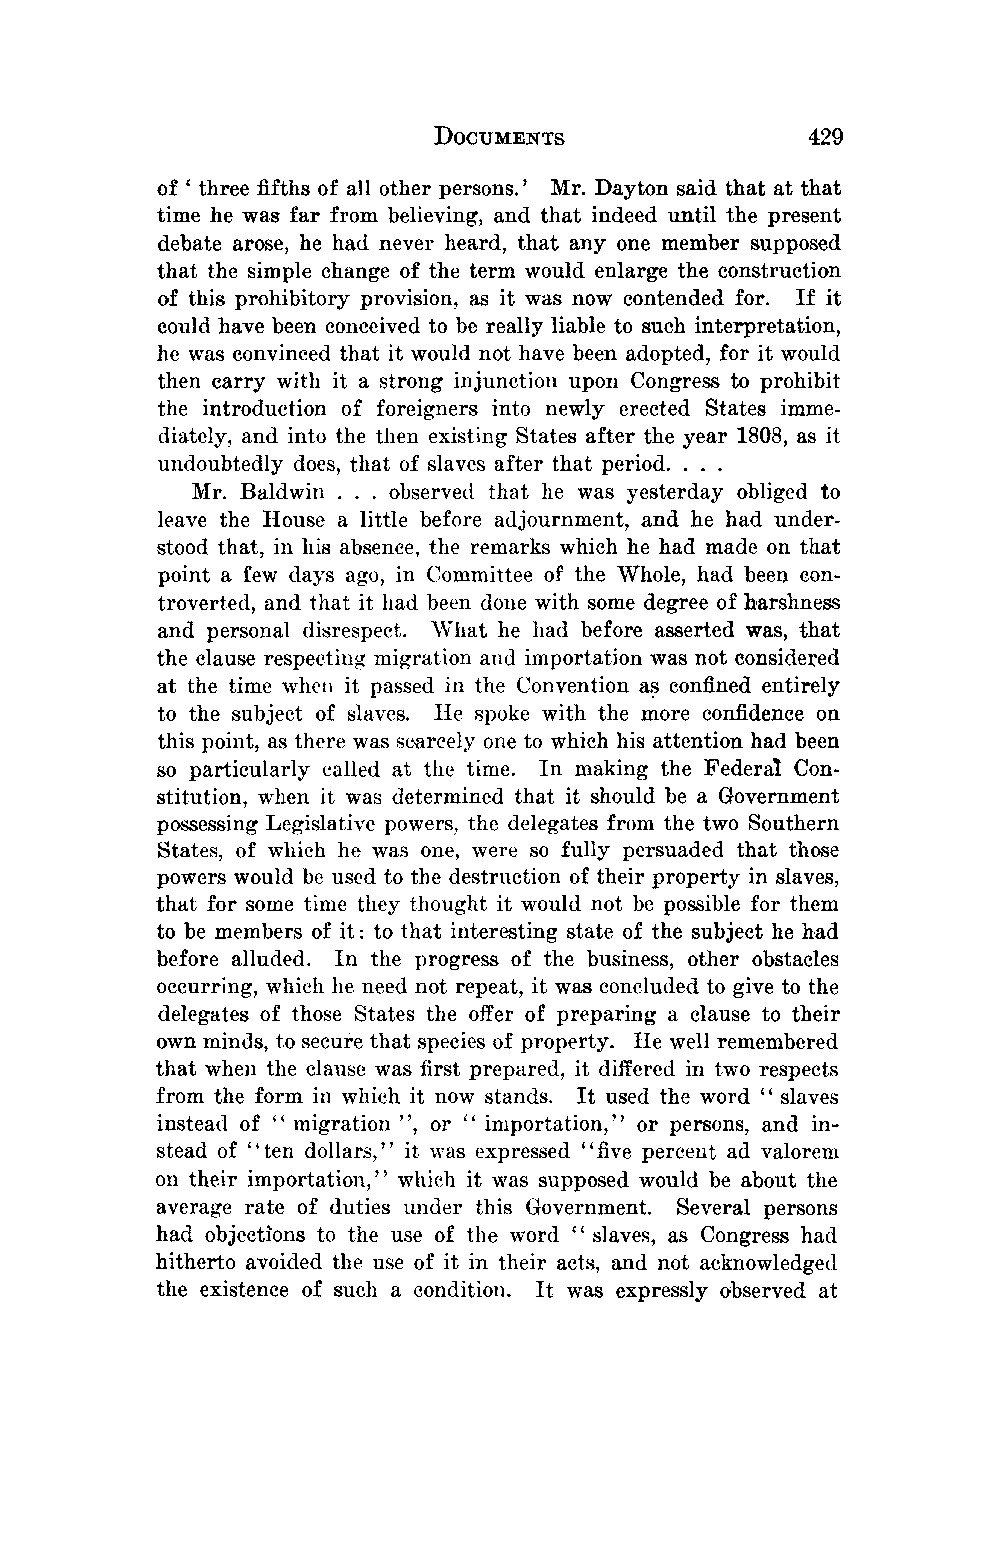 DOCUMENTS 429
of ‘ three fifths of all other persons.’ Mr. Dayton said that at that
time he was far from believing, and that indeed until the present
debate arose, he had never heard, that any one member supposed
that the simple change of the term would enlarge the construction
of this prohibitory provision, as it was now contended for. If it
could have been conceived to be really liable to such interpretation,
he was convinced that it would not have been adopted, for it would
then carry with it a strong injunction upon Congress to prohibit
the introduction of foreigners into newly erected States imme-
diately, and into the then existing States after the year 1808, as it
undoubtedly does, that of slaves after that period. . . .
Mr. Baldwin . . . observed that he was yesterday obliged to
leave the House a little before adjournment, and he had under-
stood that, in his absence, the remarks which he had made on that
point a few days ago, in Committee of the Whole, had been con-
troverted, and that it had been done with some degree of harshness
and personal disrespect. What he had before asserted was, that
the clause respecting migration and importation was not considered
at the time when it passed in the Convention as confined entirely
to the subject of slaves. He spoke with the more confidence on
this point, as there was scarcely one to which his attention had been
so particularly called at the time. In making the Federal Con-
stitution, when it was determined that it should be a Government
possessing Legislative powers, the delegates from the two Southern
States, of which he was one, were so fully persuaded that those
powers would be used to the destruction of their property in slaves,
that for some time they thought it would not be possible for them
to be members of it: to that interesting state of the subject he had
before alluded. In the progress of the business, other obstacles
occurring, which he need not repeat, it was concluded to give to the
delegates of those States the offer of preparing a clause to their
own minds, to secure that species of property. He well remembered
that when the clause was first prepared, it differed in two respects
from the form in which it now stands. It used the word “ slaves
instead of “ migration ”, or “ importation,” or persons, and in-
stead of “ten dollars,” it was expressed “five percent ad valorem
on their importation,” which it was supposed would be about the
average rate of duties under this Government. Several persons
had objections to the use of the word “ slaves, as Congress had
hitherto avoided the use of it in their acts, and not acknowledged
the existence of such a condition. It was expressly observed at